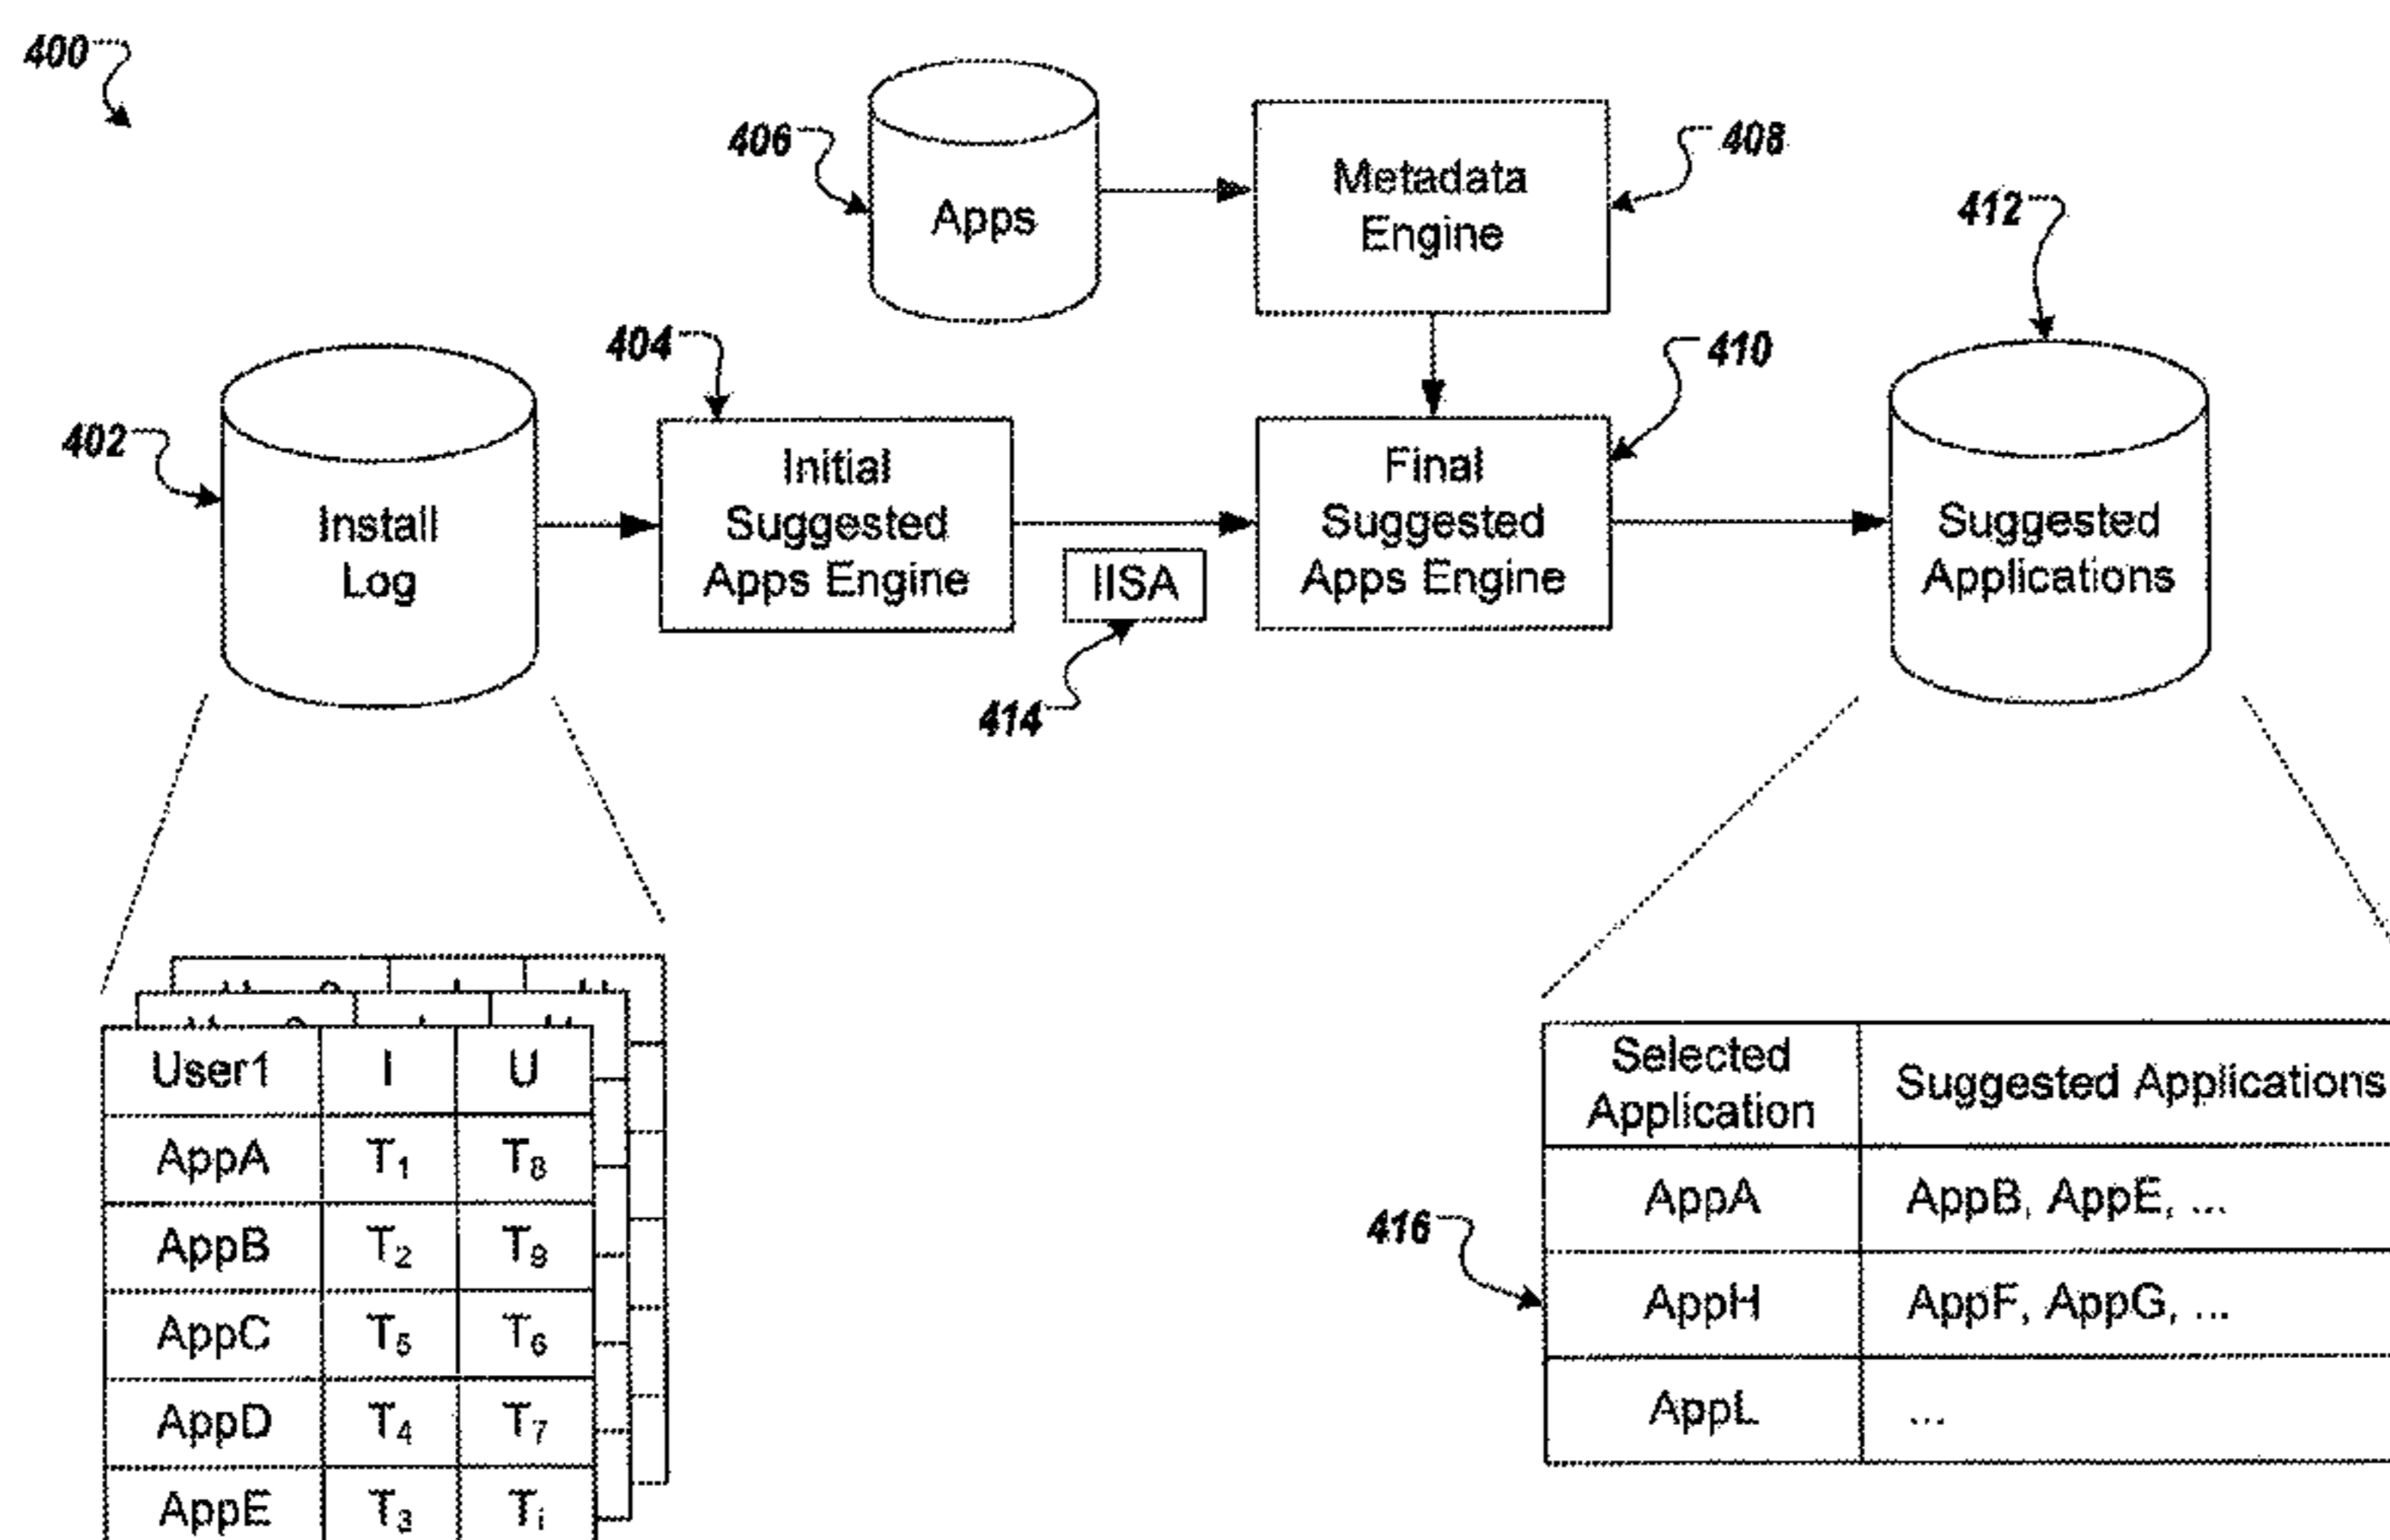 400
406
Apps
Metadata
Engine
408
412
404
Initial
Suggested
Apps Engine
410
Final
Suggested
Apps Engine
402
Install
Log
IISA
414
Suggested
Applications
User1 I U
AppA T₁ T₈
AppB T₂ T₉
AppC T₅ T₆
AppD T₄ T₇
AppE T₃ Tᵢ
416
Selected
Application
Suggested Applications
AppA AppB, AppE, ...
AppH AppF, AppG, ...
AppL ...